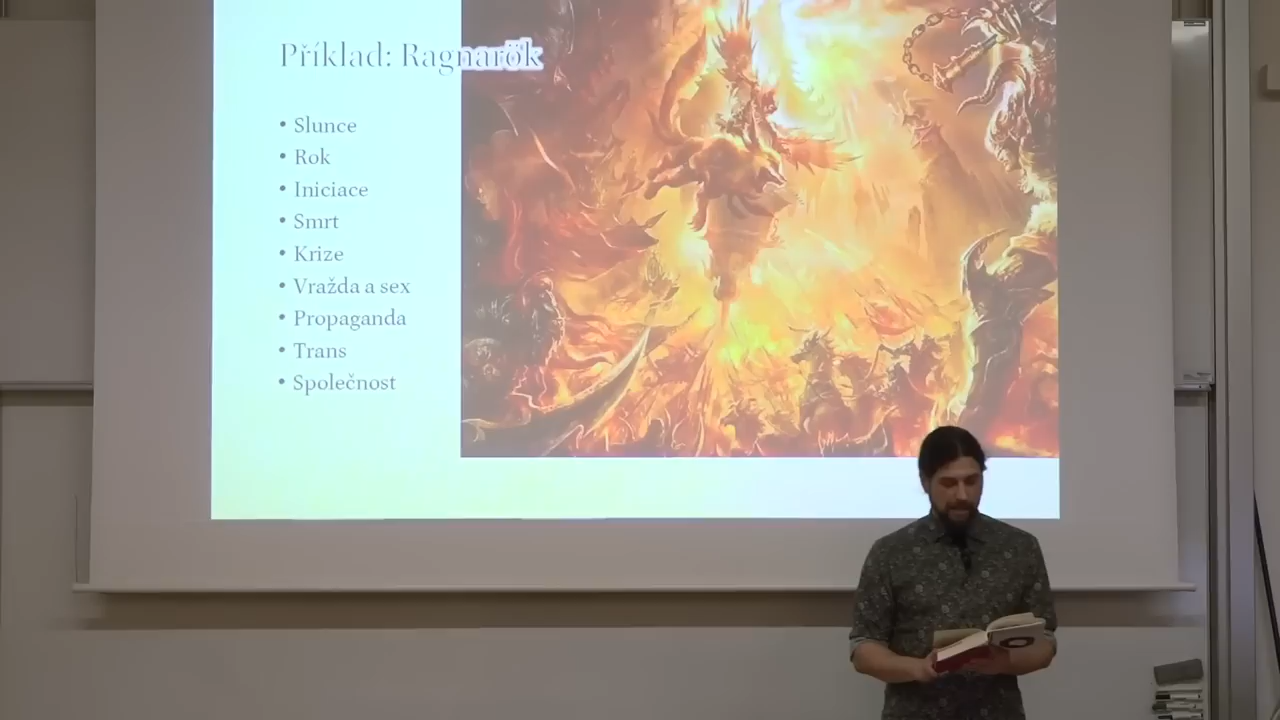 Příklad: Ragnarök
• Slunce
• Rok
• Iniciace
• Smrt
• Krize
• Vražda a sex
• Propaganda
• Trans
• Společnost